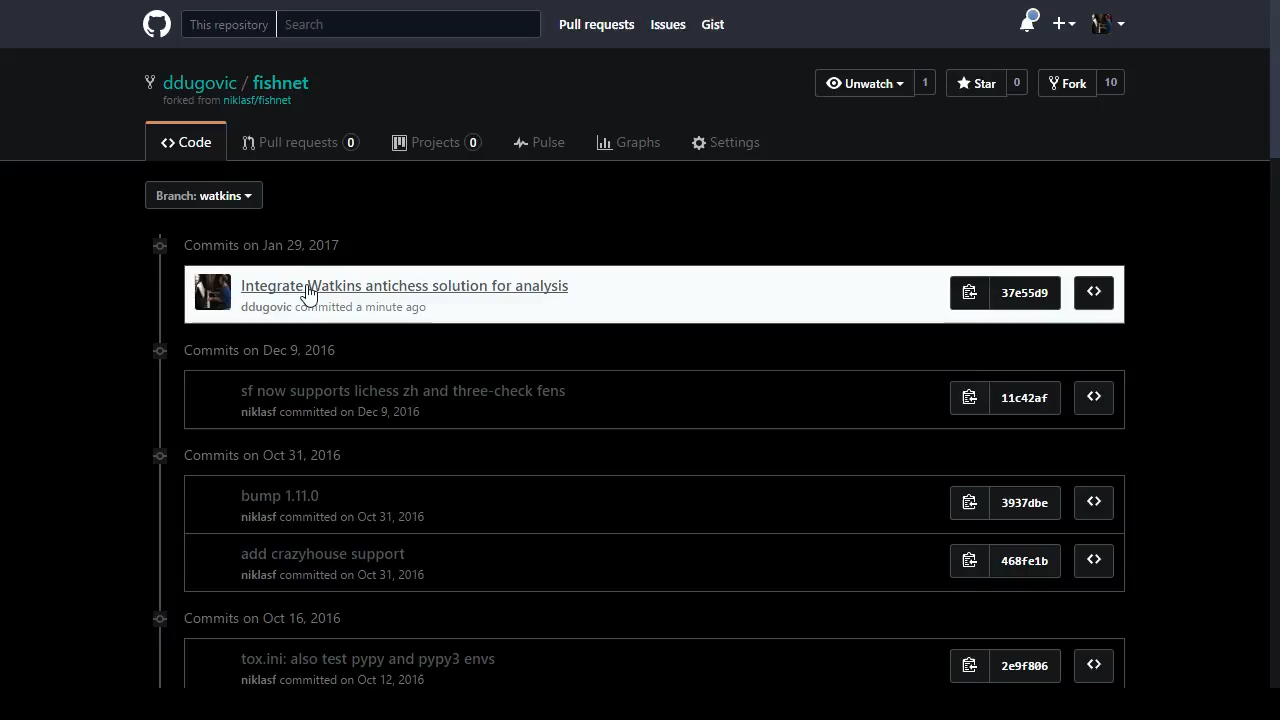 This repository Search Pull requests Issues Gist
ddugovic / fishnet Unwatch 1 Star 0 Fork 10
forked from niklasf/fishnet
Code Pull requests 0 Projects 0 Pulse Graphs Settings
Branch: watkins
Commits on Jan 29, 2017
Integrate Watkins antichess solution for analysis 37e55d9
ddugovic committed a minute ago
Commits on Dec 9, 2016
sf now supports lichess zh and three-check fens 11c42af
niklasf committed on Dec 9, 2016
Commits on Oct 31, 2016
bump 1.11.0 3937dbe
niklasf committed on Oct 31, 2016
add crazyhouse support 468fe1b
niklasf committed on Oct 31, 2016
Commits on Oct 16, 2016
tox.ini: also test pypy and pypy3 envs 2e9f806
niklasf committed on Oct 12, 2016